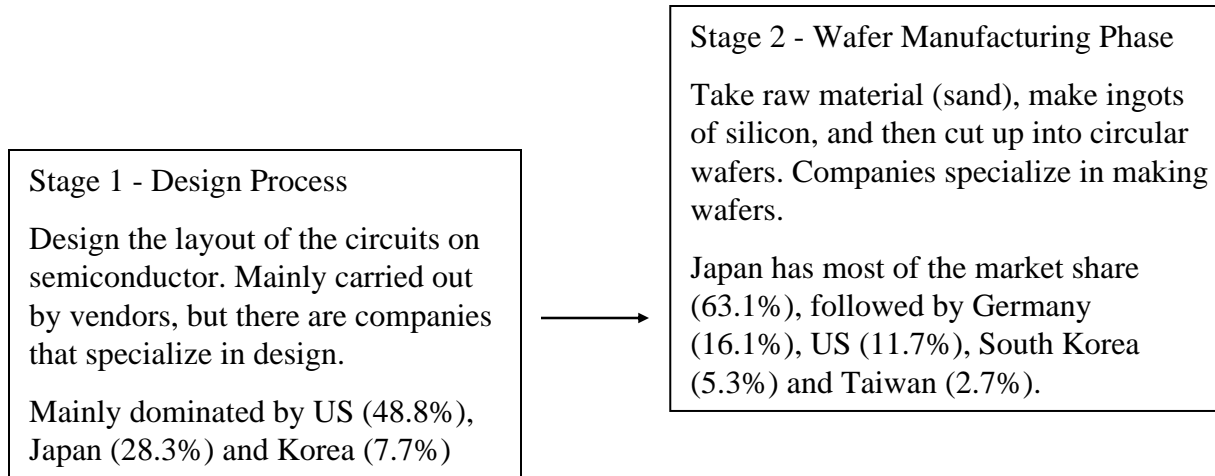 Stage 1 - Design Process
Design the layout of the circuits on
semiconductor. Mainly carried out
by vendors, but there are companies
that specialize in design.
Mainly dominated by US (48.8%),
Japan (28.3%) and Korea (7.7%)
Stage 2 - Wafer Manufacturing Phase
Take raw material (sand), make ingots
of silicon, and then cut up into circular
wafers. Companies specialize in making
wafers.
Japan has most of the market share
(63.1%), followed by Germany
(16.1%), US (11.7%), South Korea
(5.3%) and Taiwan (2.7%).